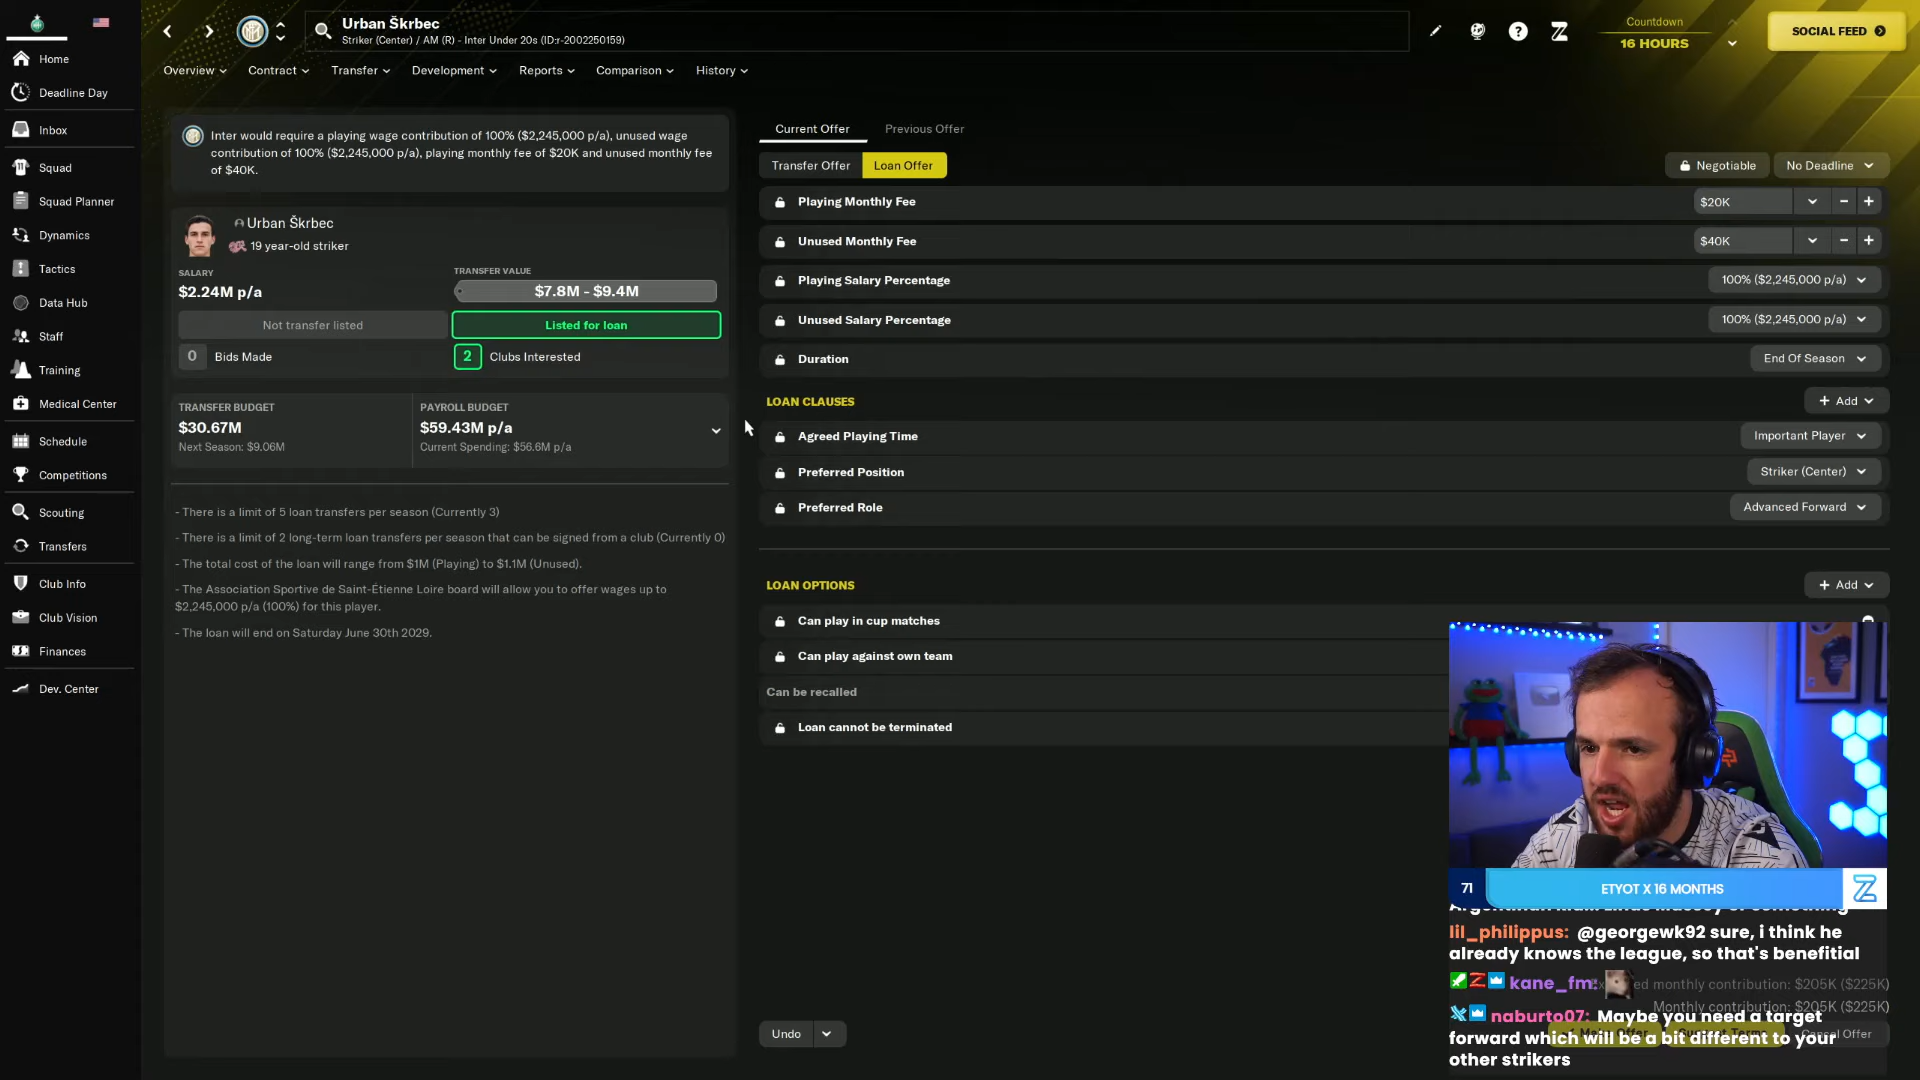 Urban Škrbec
Striker (Center) / AM (R) - Inter Under 20s (ID:r-2002250159)
Countdown
16 HOURS
SOCIAL FEED
Overview
Contract
Transfer
Development
Reports
Comparison
History
Home
Deadline Day
Inbox
Squad
Squad Planner
Dynamics
Tactics
Data Hub
Staff
Training
Medical Center
Schedule
Competitions
Scouting
Transfers
Club Info
Club Vision
Finances
Dev. Center
Inter would require a playing wage contribution of 100% ($2,245,000 p/a), unused wage
contribution of 100% ($2,245,000 p/a), playing monthly fee of $20K and unused monthly fee
of $40K.
Urban Škrbec
19 year-old striker
SALARY
$2.24M p/a
TRANSFER VALUE
$7.8M - $9.4M
Not transfer listed
Listed for loan
0 Bids Made
2 Clubs Interested
TRANSFER BUDGET
$30.67M
Next Season: $9.06M
PAYROLL BUDGET
$59.43M p/a
Current Spending: $56.6M p/a
- There is a limit of 5 loan transfers per season (Currently 3)
- There is a limit of 2 long-term loan transfers per season that can be signed from a club (Currently 0)
- The total cost of the loan will range from $1M (Playing) to $1.1M (Unused).
- The Association Sportive de Saint-Étienne Loire board will allow you to offer wages up to
$2,245,000 p/a (100%) for this player.
- The loan will end on Saturday June 30th 2029.
Current Offer
Previous Offer
Transfer Offer
Loan Offer
Negotiable
No Deadline
Playing Monthly Fee
$20K
Unused Monthly Fee
$40K
Playing Salary Percentage
100% ($2,245,000 p/a)
Unused Salary Percentage
100% ($2,245,000 p/a)
Duration
End Of Season
LOAN CLAUSES
+ Add
Agreed Playing Time
Important Player
Preferred Position
Striker (Center)
Preferred Role
Advanced Forward
LOAN OPTIONS
+ Add
Can play in cup matches
Can play against own team
Can be recalled
Loan cannot be terminated
71
ETYOT X 16 MONTHS
lil_philippus: @georgewk92 sure, i think he
already knows the league, so that's benefitial
kane_fm:
monthly contribution: $205K ($225K)
Monthly contribution: $205K ($225K)
naburto07: Maybe you need a target
forward which will be a bit different to your
other strikers
Undo
Offer